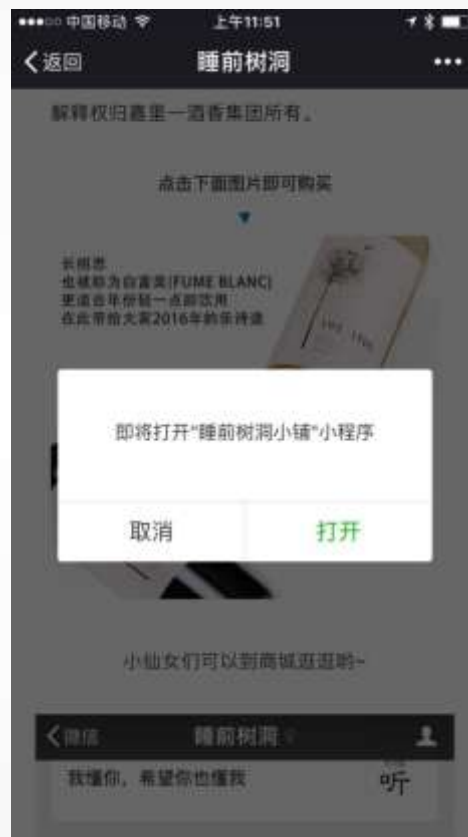 中国移动
上午11:51
返回
睡前树洞
解释权归嘉里一酒香集团所有。
点击下面图片即可购买
长相思
也被称为白富美(FUME BLANC)
更适合年份轻一点即饮用
在此带给大家2016年的乐诗道
即将打开"睡前树洞小铺"小程序
取消
打开
小仙女们可以到商城逛逛哟~
微信
睡前树洞
我懂你，希望你也懂我
听